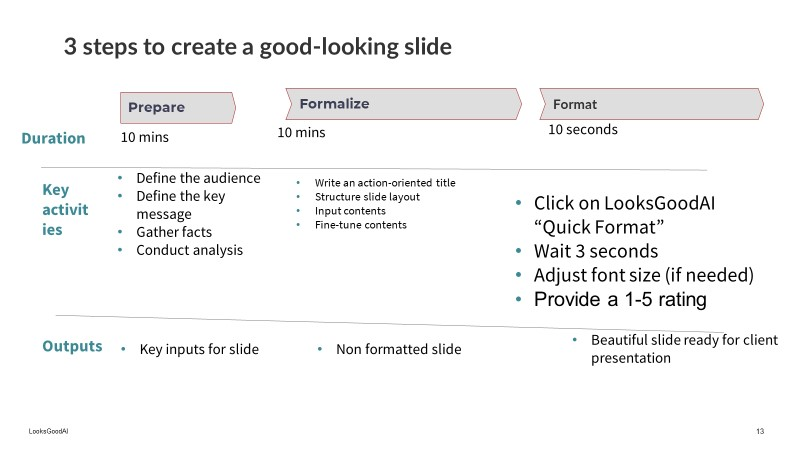 3 steps to create a good-looking slide
Prepare
Formalize
Format
Duration
10 mins
10 mins
10 seconds
Key
activit
ies
Define the audience
Define the key
message
Gather facts
Conduct analysis
Write an action-oriented title
Structure slide layout
Input contents
Fine-tune contents
Click on LooksGoodAI
“Quick Format”
Wait 3 seconds
Adjust font size (if needed)
Provide a 1-5 rating
Outputs
Key inputs for slide
Non formatted slide
Beautiful slide ready for client
presentation
LooksGoodAI
13